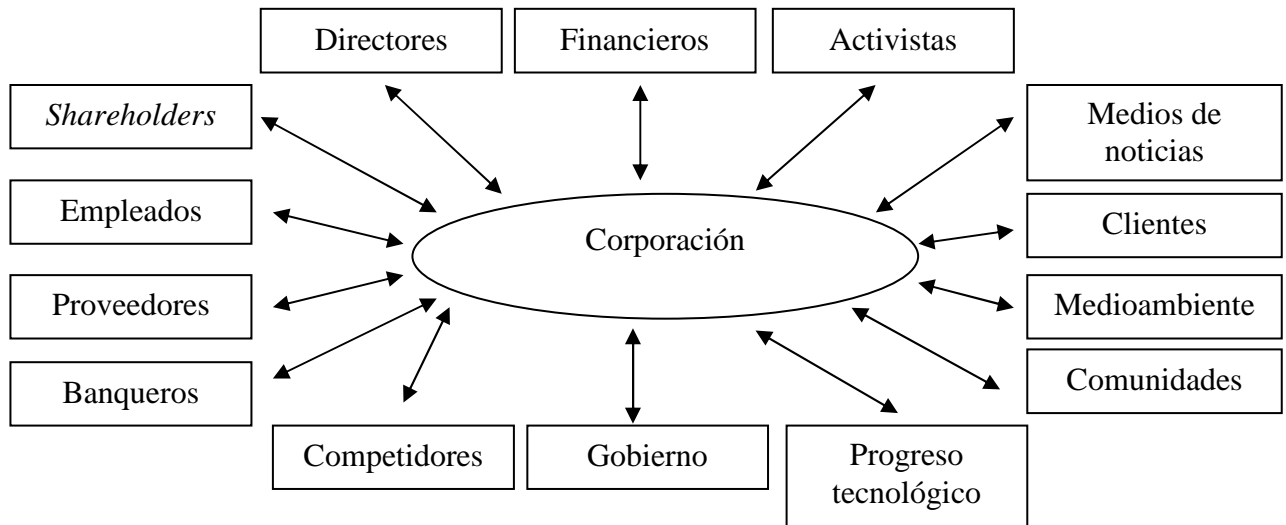 Directores
Financieros
Activistas
Shareholders
Medios de
noticias
Empleados
Corporación
Clientes
Proveedores
Medioambiente
Banqueros
Comunidades
Competidores
Gobierno
Progreso
tecnológico